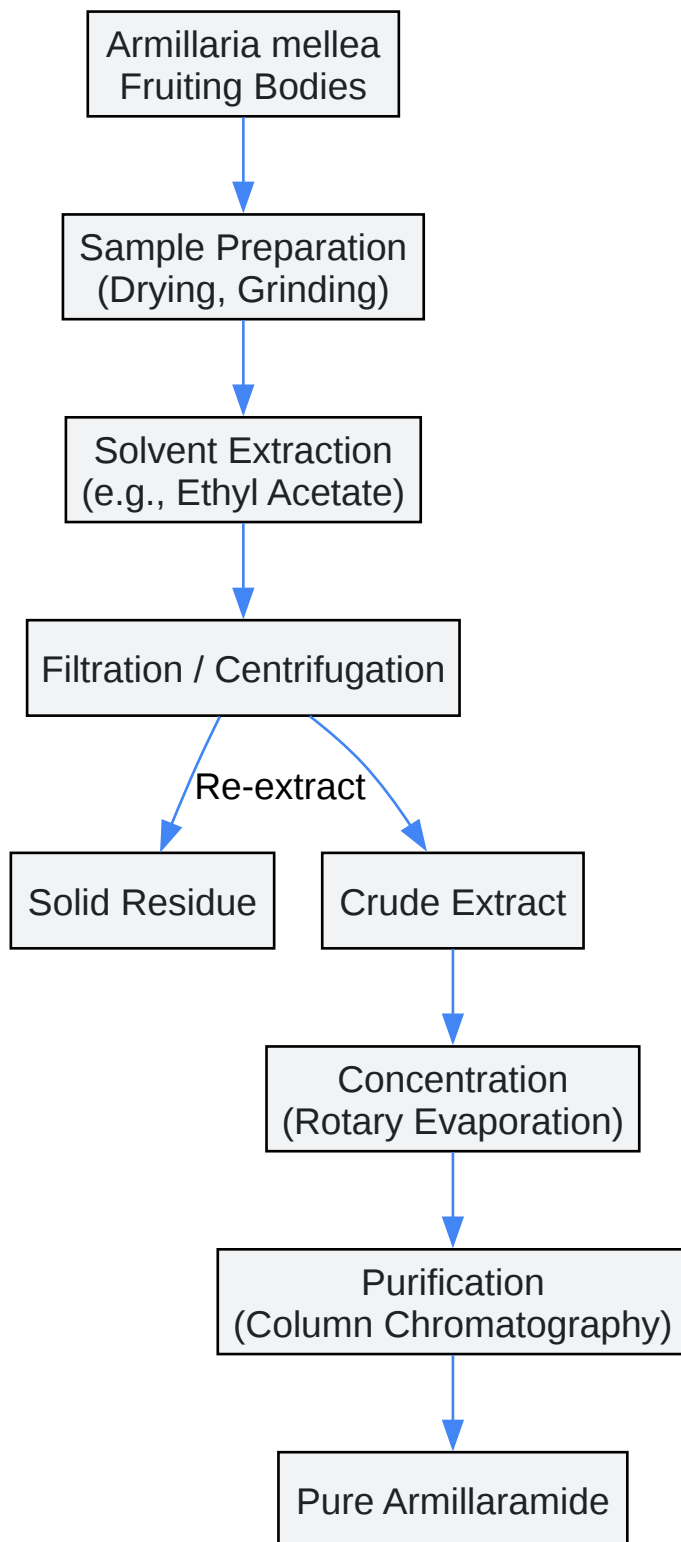 Armillaria mellea
Fruiting Bodies
Sample Preparation
(Drying, Grinding)
Solvent Extraction
(e.g., Ethyl Acetate)
Filtration / Centrifugation
Re-extract
Solid Residue
Crude Extract
Concentration
(Rotary Evaporation)
Purification
(Column Chromatography)
Pure Armillaramide